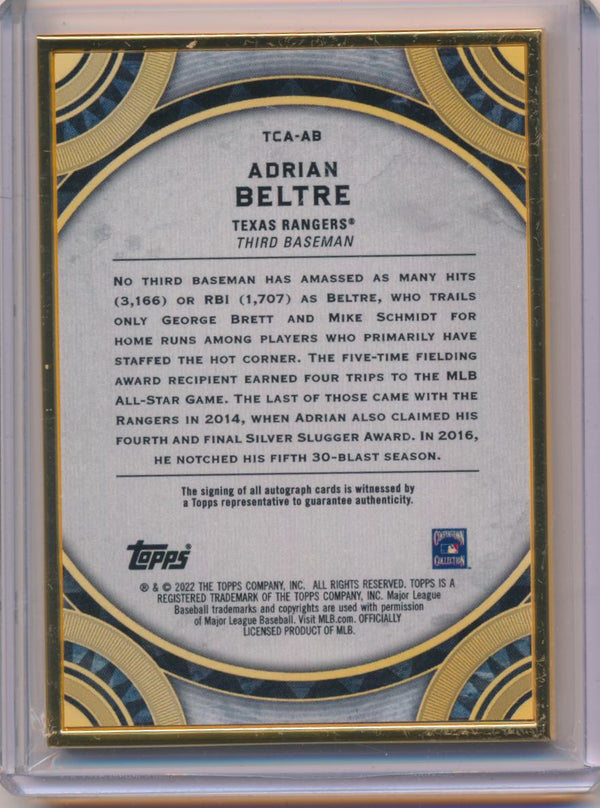 TCA-AB
ADRIAN
BELTRE
TEXAS RANGERS®
THIRD BASEMAN
NO THIRD BASEMAN HAS AMASSED AS MANY HITS
(3,166) OR RBI (1,707) AS BELTRE, WHO TRAILS
ONLY GEORGE BRETT AND MIKE SCHMIDT FOR
HOME RUNS AMONG PLAYERS WHO PRIMARILY HAVE
STAFFED THE HOT CORNER. THE FIVE-TIME FIELDING
AWARD RECIPIENT EARNED FOUR TRIPS TO THE MLB
ALL-STAR GAME. THE LAST OF THOSE CAME WITH THE
RANGERS IN 2014, WHEN ADRIAN ALSO CLAIMED HIS
FOURTH AND FINAL SILVER SLUGGER AWARD. IN 2016,
HE NOTCHED HIS FIFTH 30-BLAST SEASON.
The signing of all autograph cards is witnessed by
a Topps representative to guarantee authenticity.
Topps
COOPERSTOWN
COLLECTION
® & © 2022 THE TOPPS COMPANY, INC. ALL RIGHTS RESERVED. TOPPS IS A
REGISTERED TRADEMARK OF THE TOPPS COMPANY, INC. Major League
Baseball trademarks and copyrights are used with permission
of Major League Baseball. Visit MLB.com. OFFICIALLY
LICENSED PRODUCT OF MLB.